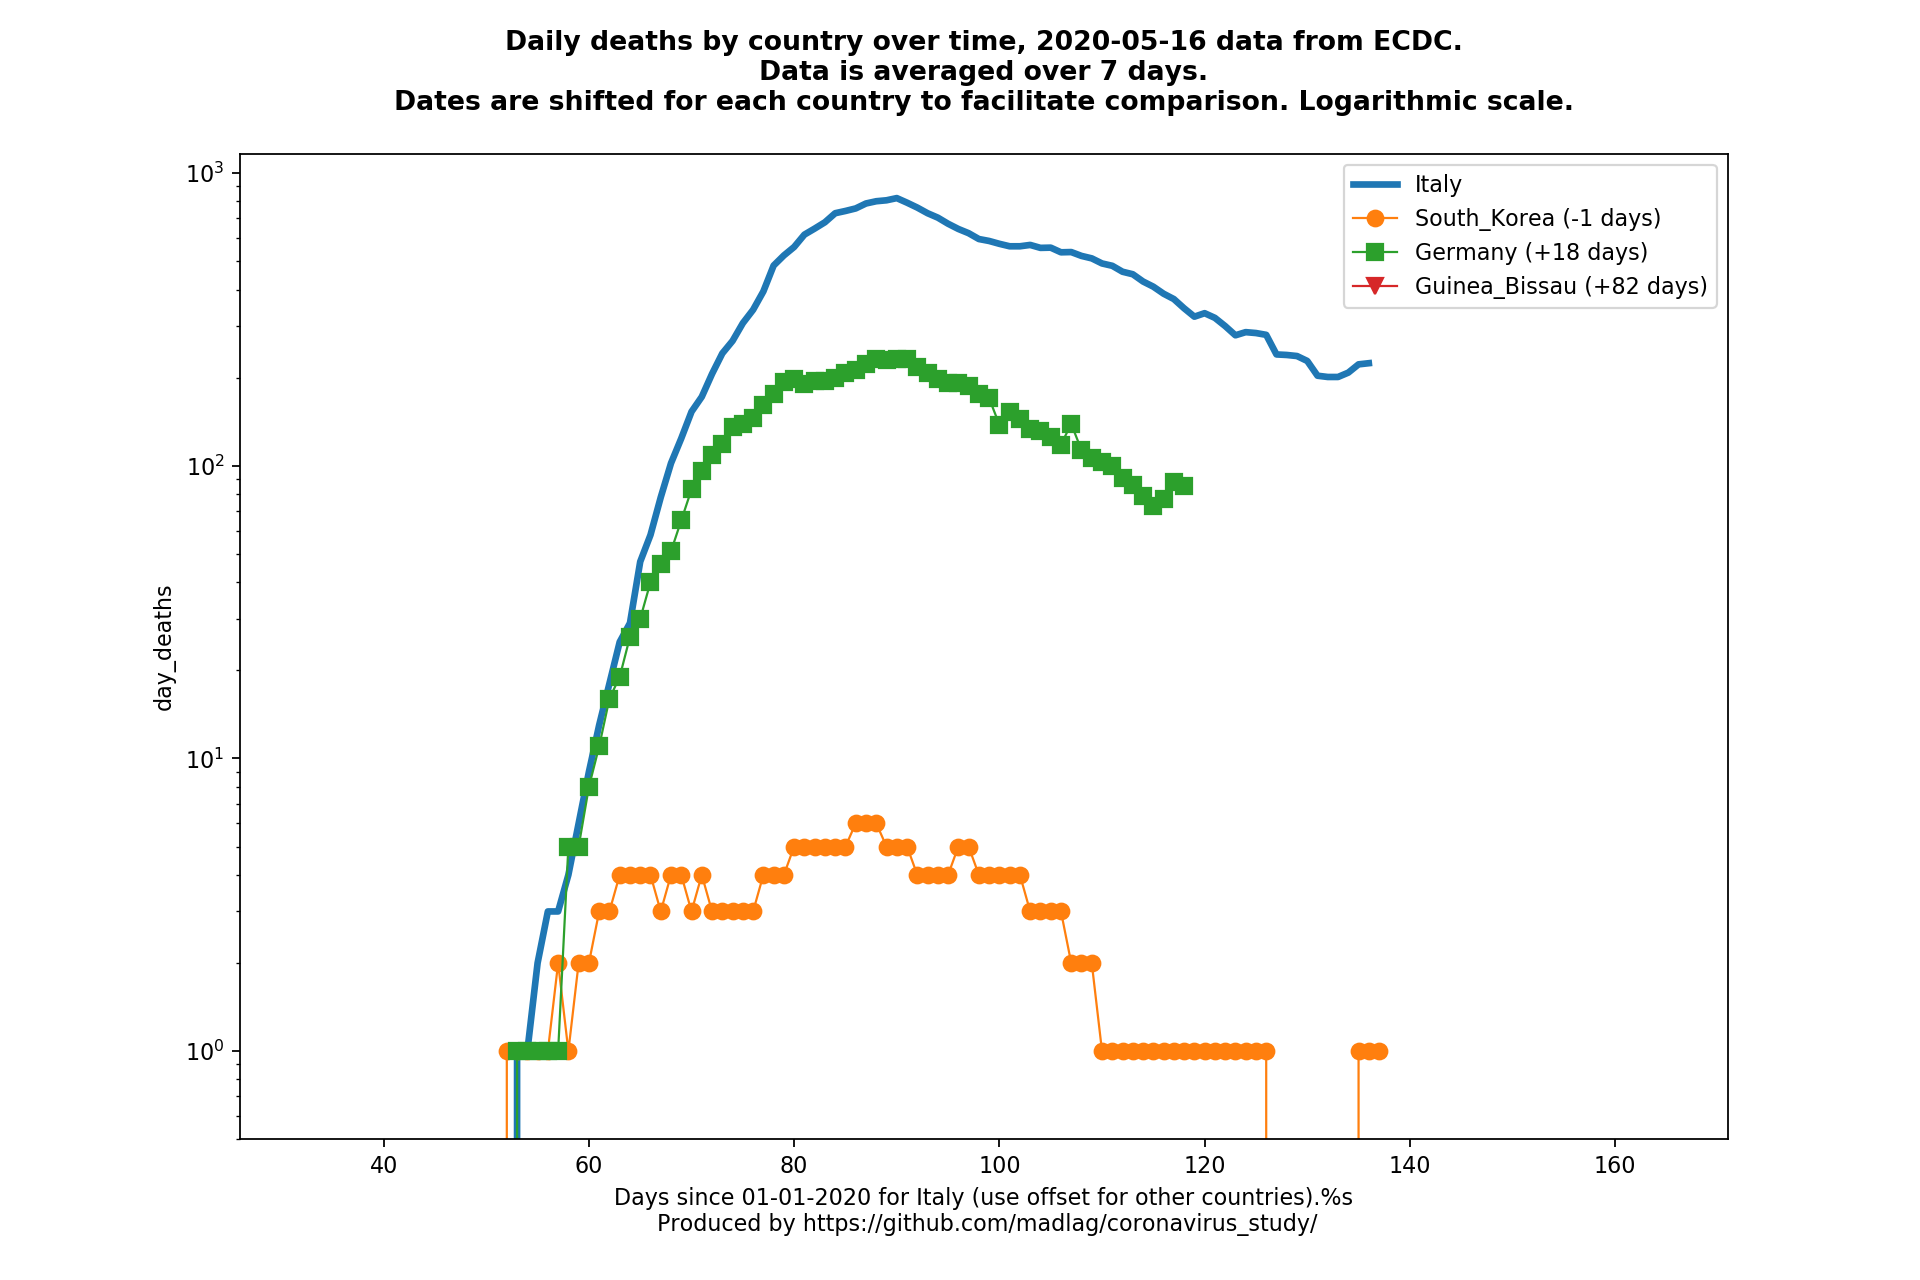 Daily deaths by country over time, 2020-05-16 data from ECDC.
Data is averaged over 7 days.
Dates are shifted for each country to facilitate comparison. Logarithmic scale.
Italy
South_Korea (-1 days)
Germany (+18 days)
Guinea_Bissau (+82 days)
day_deaths
10³
10²
10¹
10⁰
40 60 80 100 120 140 160
Days since 01-01-2020 for Italy (use offset for other countries).%s
Produced by https://github.com/madlag/coronavirus_study/